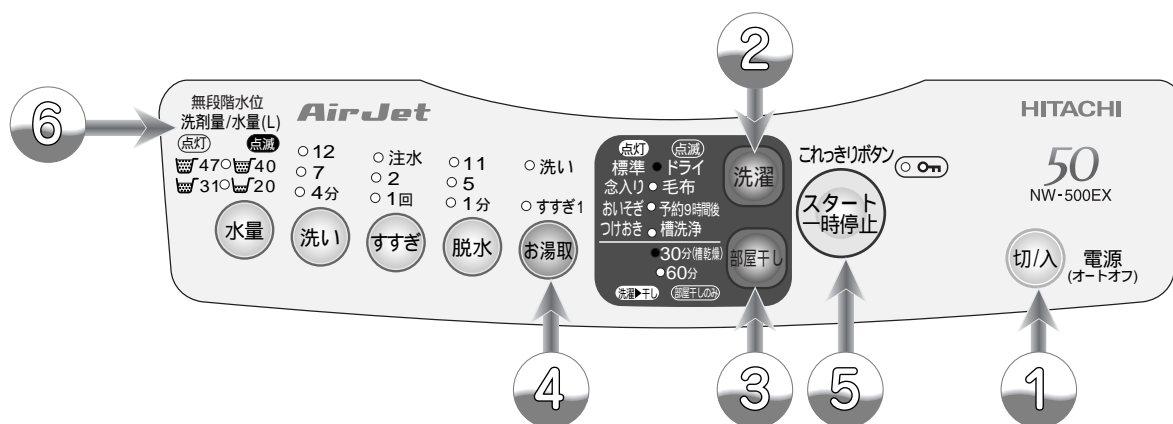 2
6
無段階水位
洗剤量/水量(L)
点灯 点滅
47 40
31 20
水量
AirJet
12
7
4分
洗い
注水
2
1回
すすぎ
11
5
1分
脱水
洗い
すすぎ1
お湯取
点灯 点滅
標準 ドライ
念入り 毛布
おいそぎ 予約9時間後
つけおき 槽洗浄
30分(槽乾燥)
60分
洗濯▶干し 部屋干しのみ
洗濯
部屋干し
これっきりボタン
スタート
一時停止
HITACHI
50
NW-500EX
切/入 電源
(オートオフ)
4
3
5
1